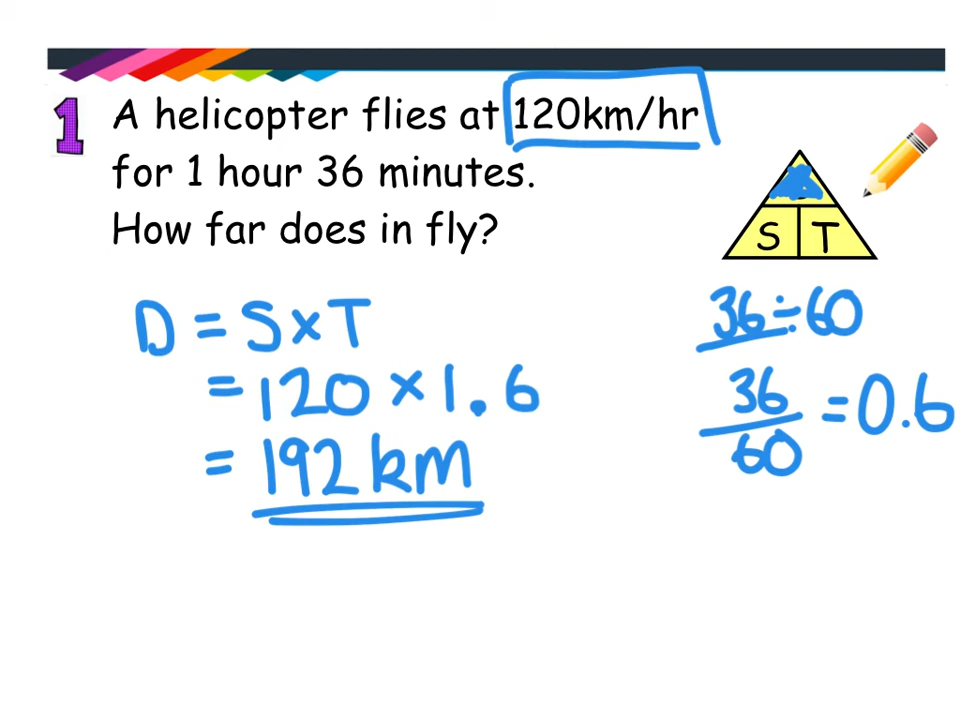 1
A helicopter flies at 120km/hr
for 1 hour 36 minutes.
How far does in fly?
S T
D = S×T
= 120 × 1.6
= 192 km
36÷60
36
60
= 0.6